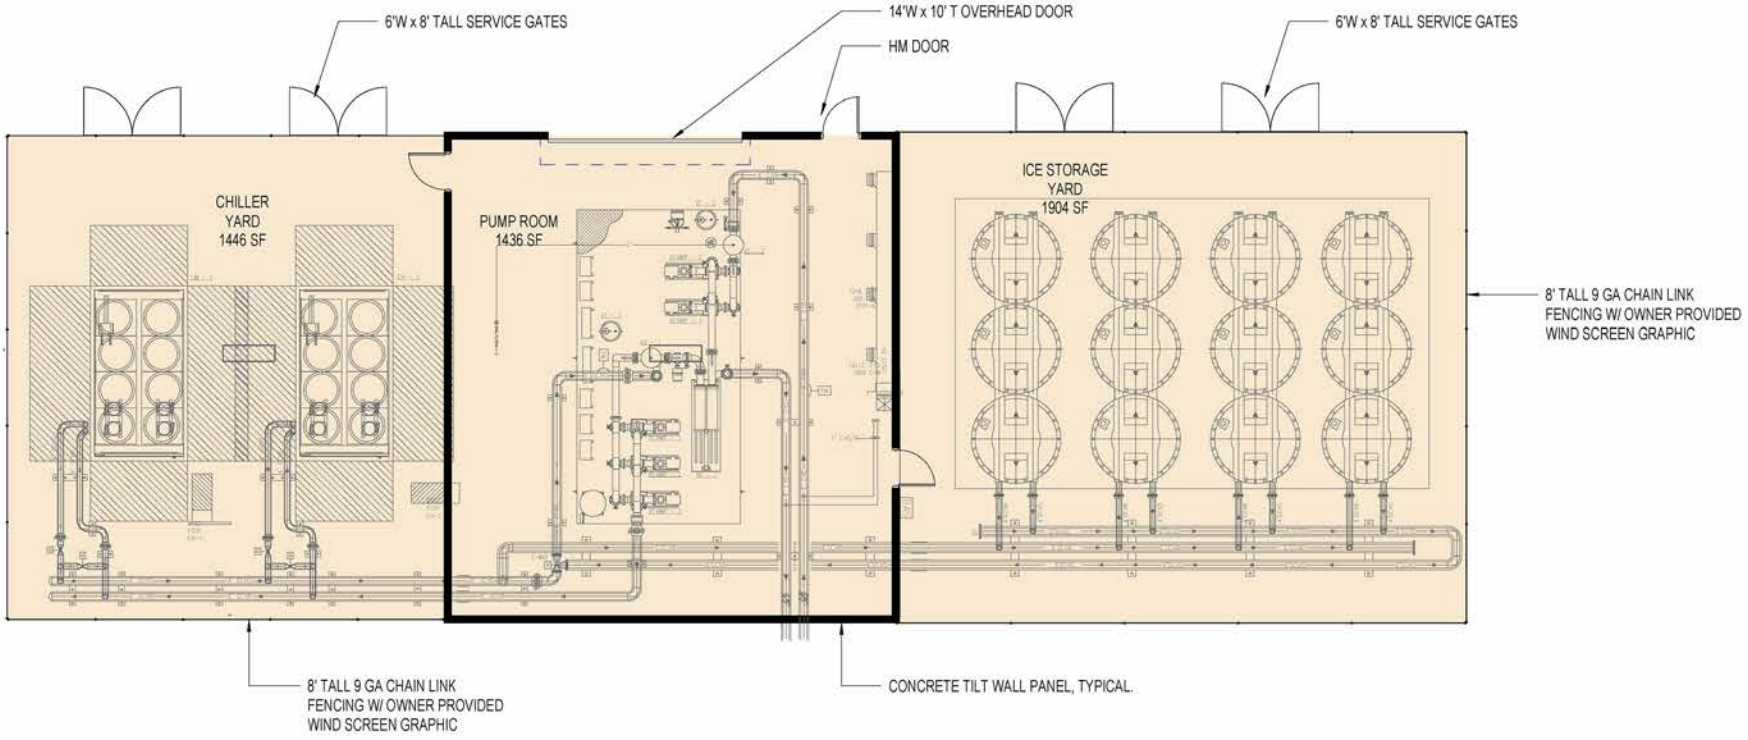 6'W x 8' TALL SERVICE GATES
14'W x 10' T OVERHEAD DOOR
HM DOOR
6'W x 8' TALL SERVICE GATES
CHILLER
YARD
1446 SF
PUMP ROOM
1436 SF
ICE STORAGE
YARD
1904 SF
8' TALL 9 GA CHAIN LINK
FENCING W/ OWNER PROVIDED
WIND SCREEN GRAPHIC
8' TALL 9 GA CHAIN LINK
FENCING W/ OWNER PROVIDED
WIND SCREEN GRAPHIC
CONCRETE TILT WALL PANEL, TYPICAL.